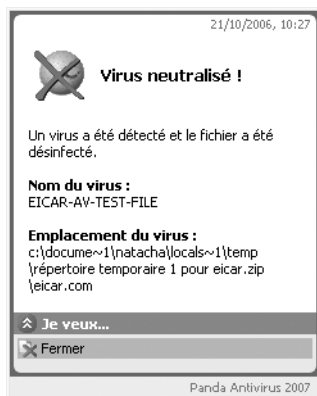 21/10/2006, 10:27
Virus neutralisé !
Un virus a été détecté et le fichier a été
désinfecté.
Nom du virus :
EICAR-AV-TEST-FILE
Emplacement du virus :
c:\docume~1\natacha\locals~1\temp
\répertoire temporaire 1 pour eicar.zip
\eicar.com
Je veux...
Fermer
Panda Antivirus 2007